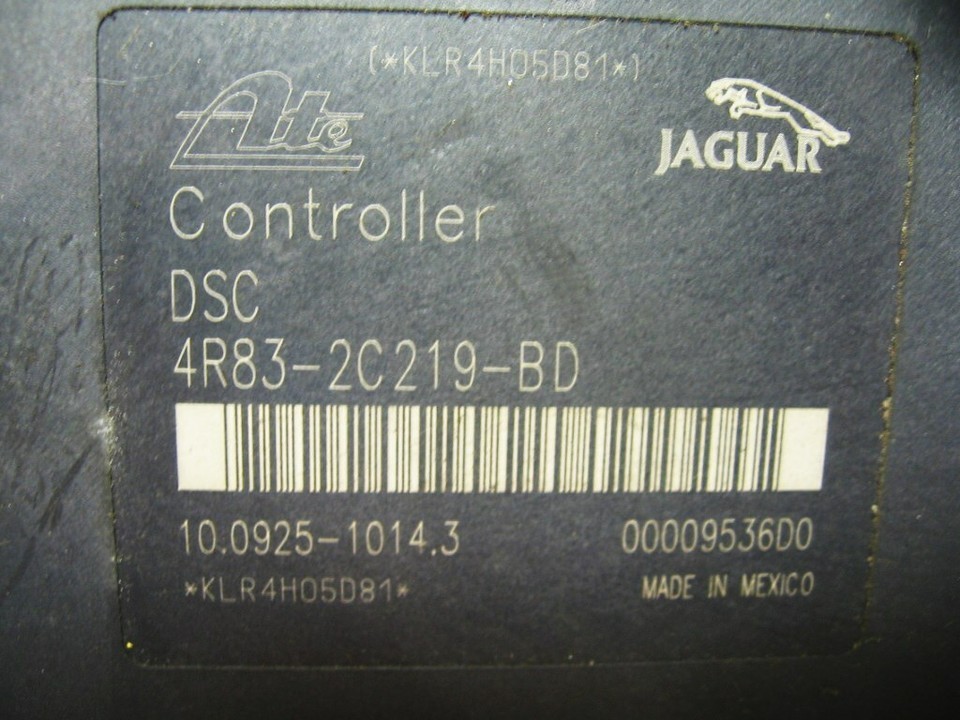 (*KLR4H05D81*)
Ate
JAGUAR
Controller
DSC
4R83-2C219-BD
10.0925-1014.3
00009536D0
*KLR4H05D81*
MADE IN MEXICO